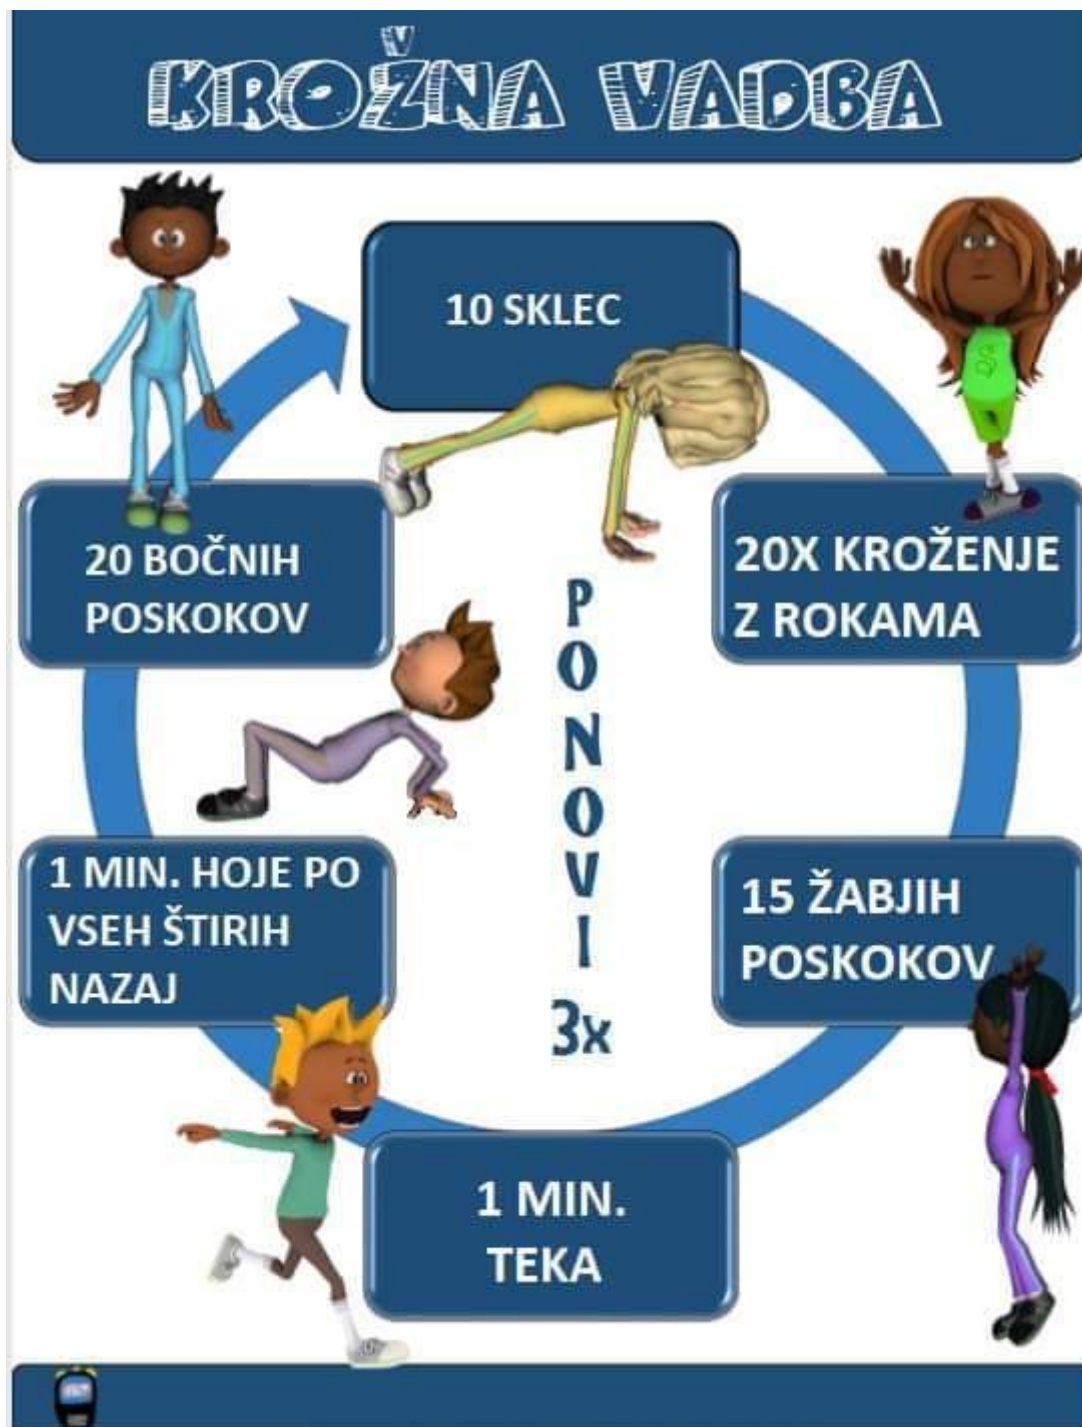 KROŽNA VADBA
10 SKLEC
20X KROŽENJE
Z ROKAMA
15 ŽABJIH
POSKOKOV
1 MIN.
TEKA
1 MIN. HOJE PO
VSEH ŠTIRIH
NAZAJ
20 BOČNIH
POSKOKOV
PONOVI
3x